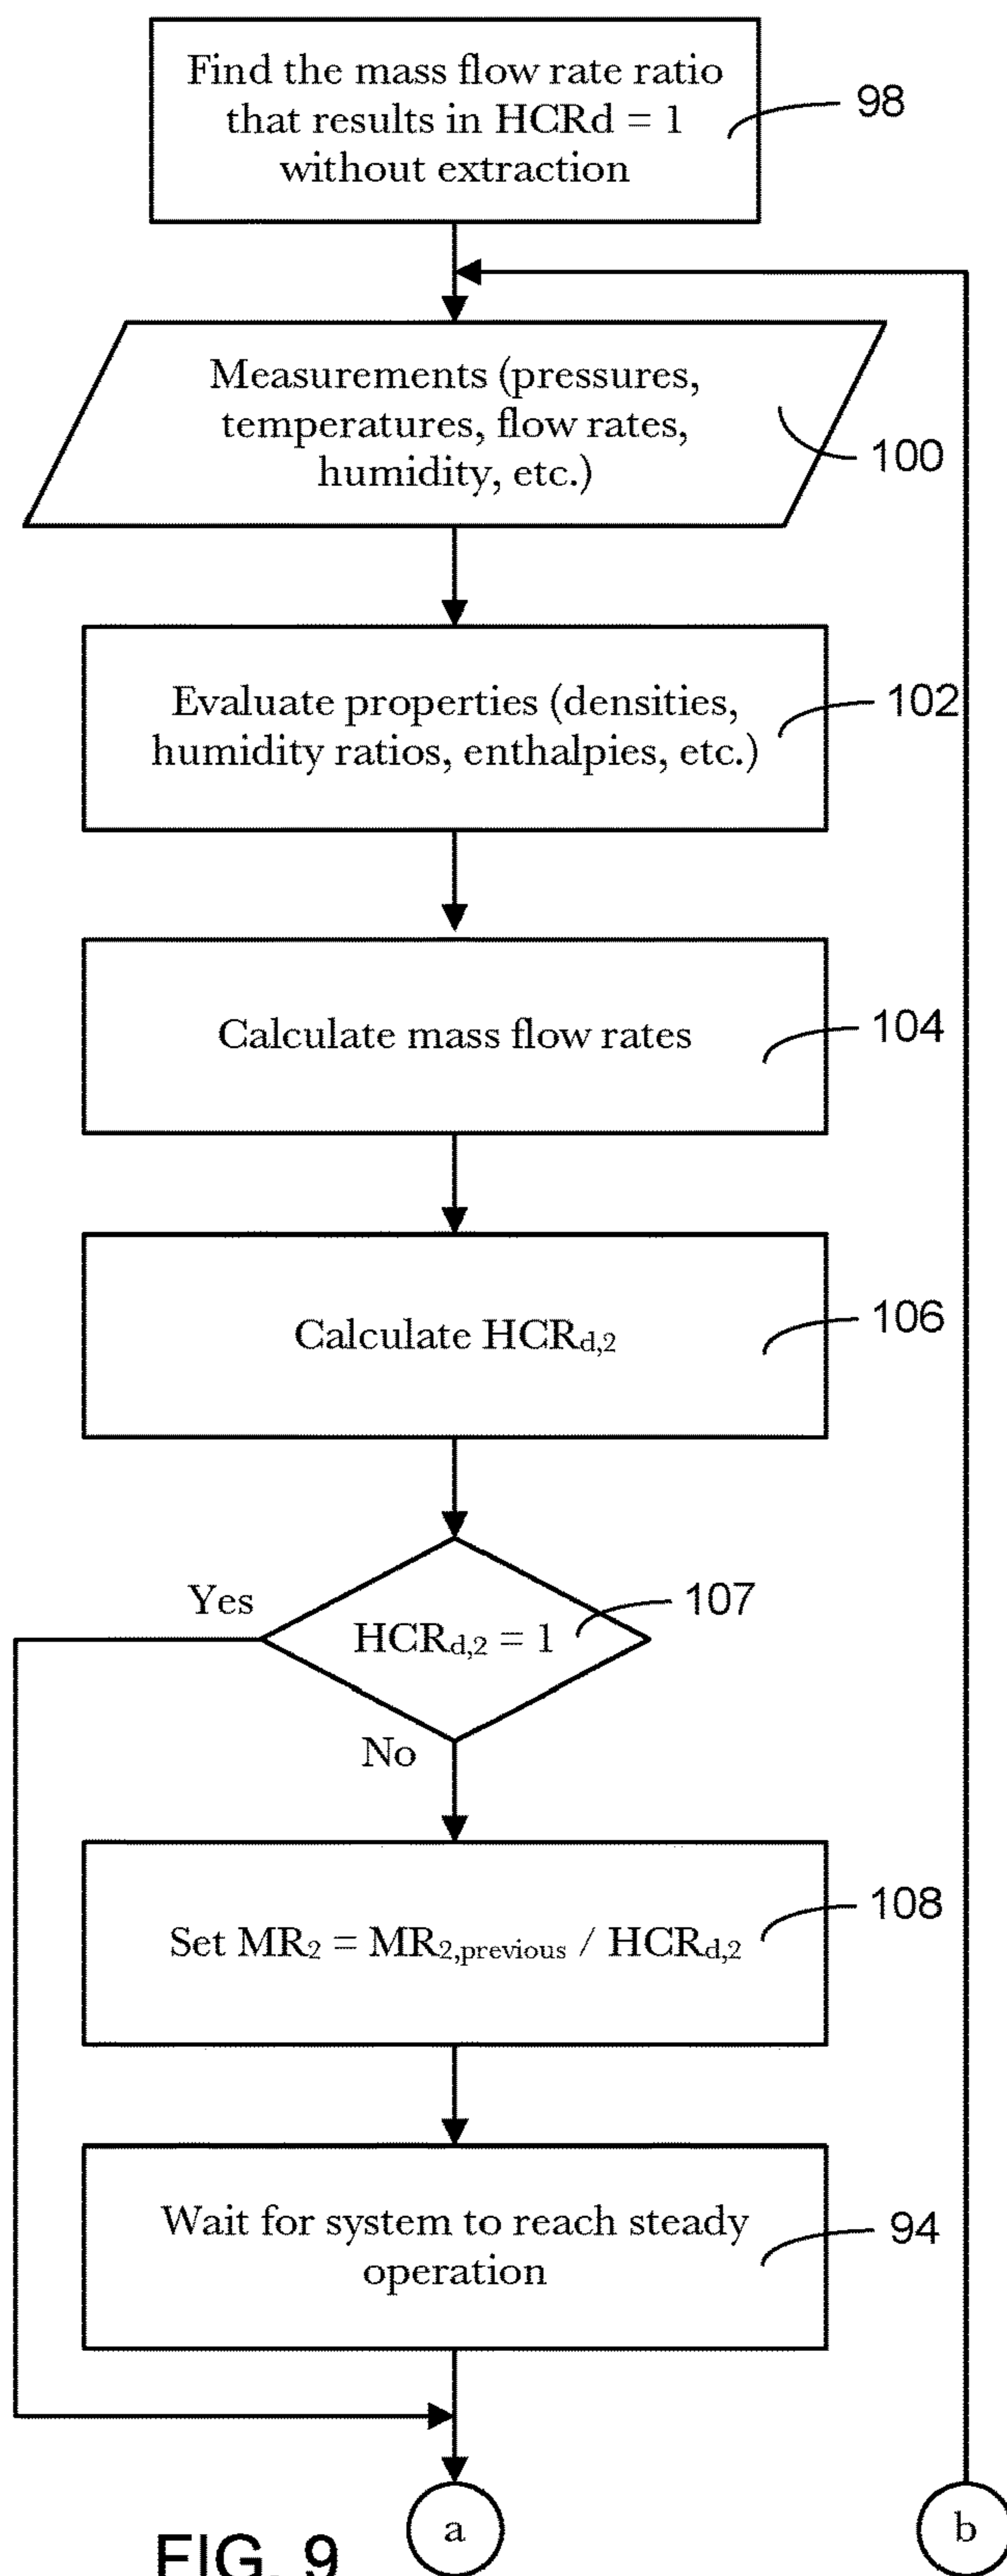 Find the mass flow rate ratio
that results in HCRd = 1
without extraction
98
Measurements (pressures,
temperatures, flow rates,
humidity, etc.)
100
Evaluate properties (densities,
humidity ratios, enthalpies, etc.)
102
Calculate mass flow rates
104
Calculate HCRd,2
106
Yes
HCRd,2 = 1
107
No
Set MR2 = MR2,previous / HCRd,2
108
Wait for system to reach steady
operation
94
a
b
FIG. 9